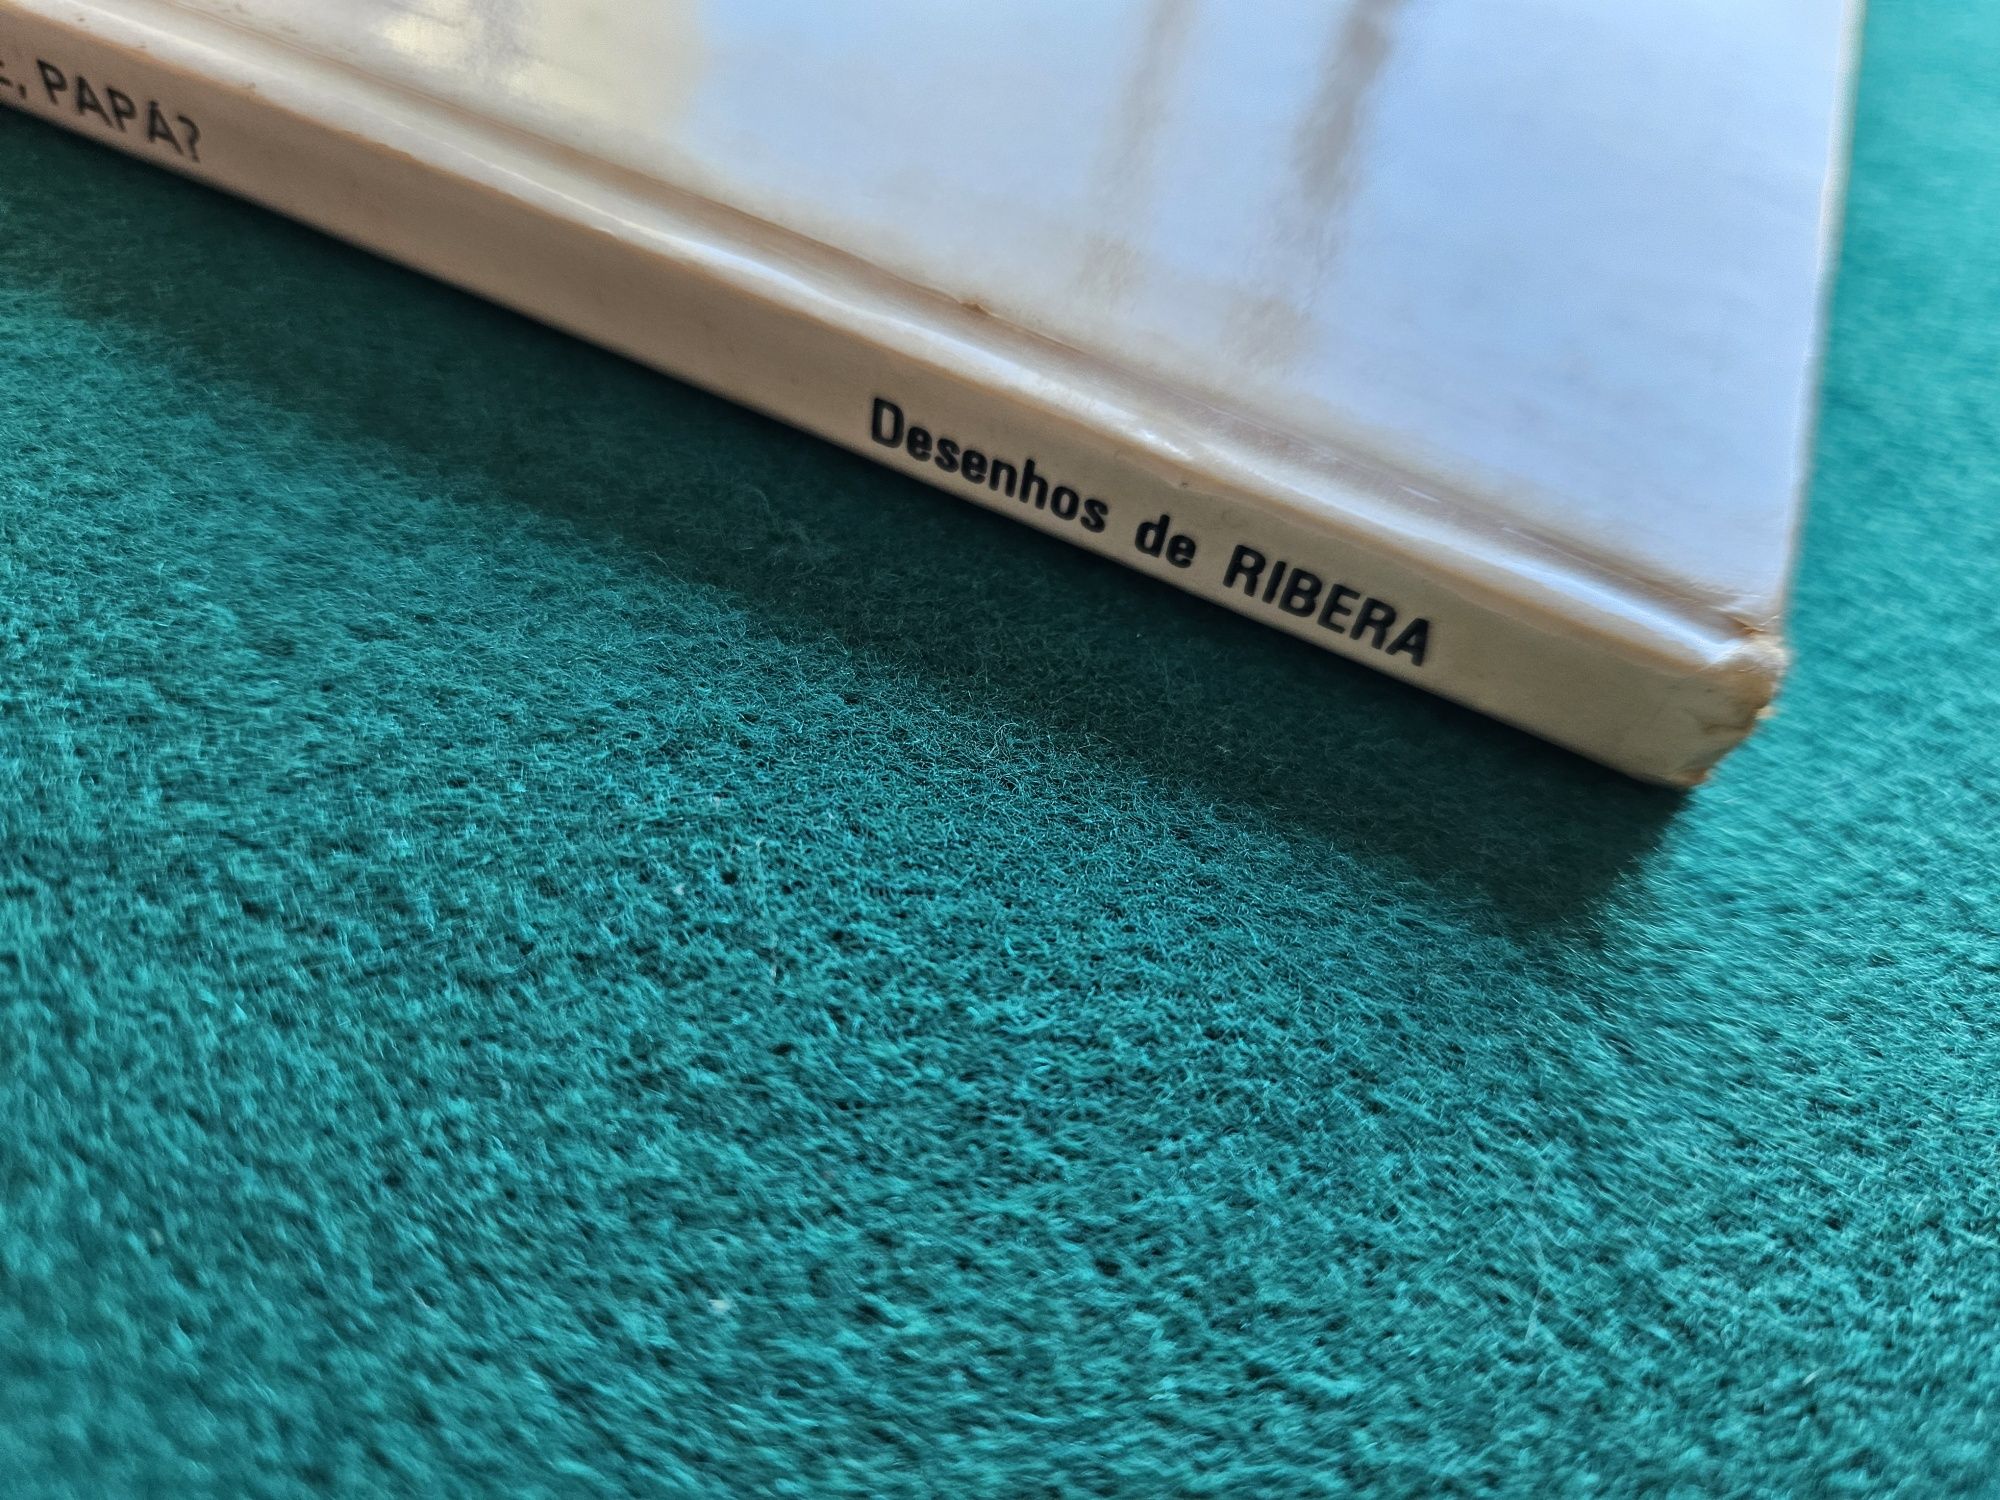 , PAPÁ? Desenhos de RIBERA